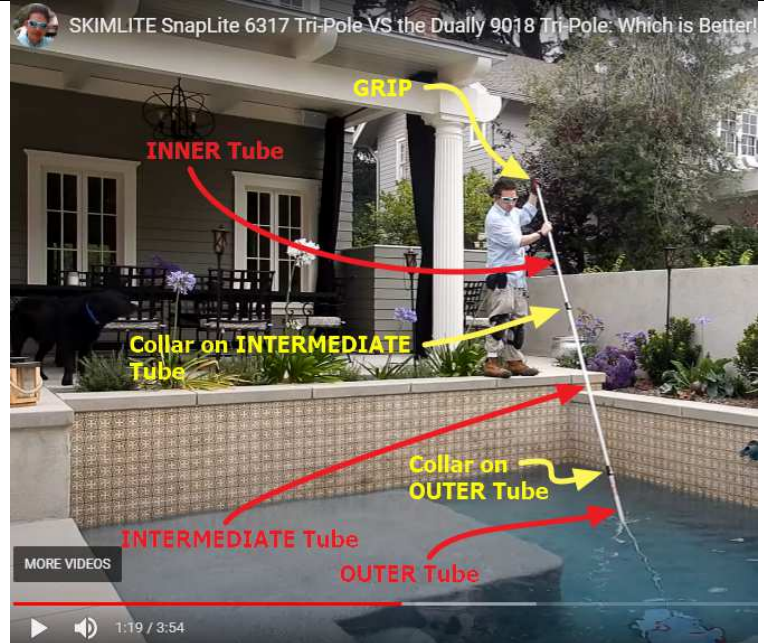 SKIMLITE SnapLite 6317 Tri-Pole VS the Dually 9018 Tri-Pole: Which is Better!
GRIP
INNER Tube
Collar on INTERMEDIATE
Tube
Collar on
OUTER Tube
INTERMEDIATE Tube
OUTER Tube
MORE VIDEOS
1:19 / 3:54